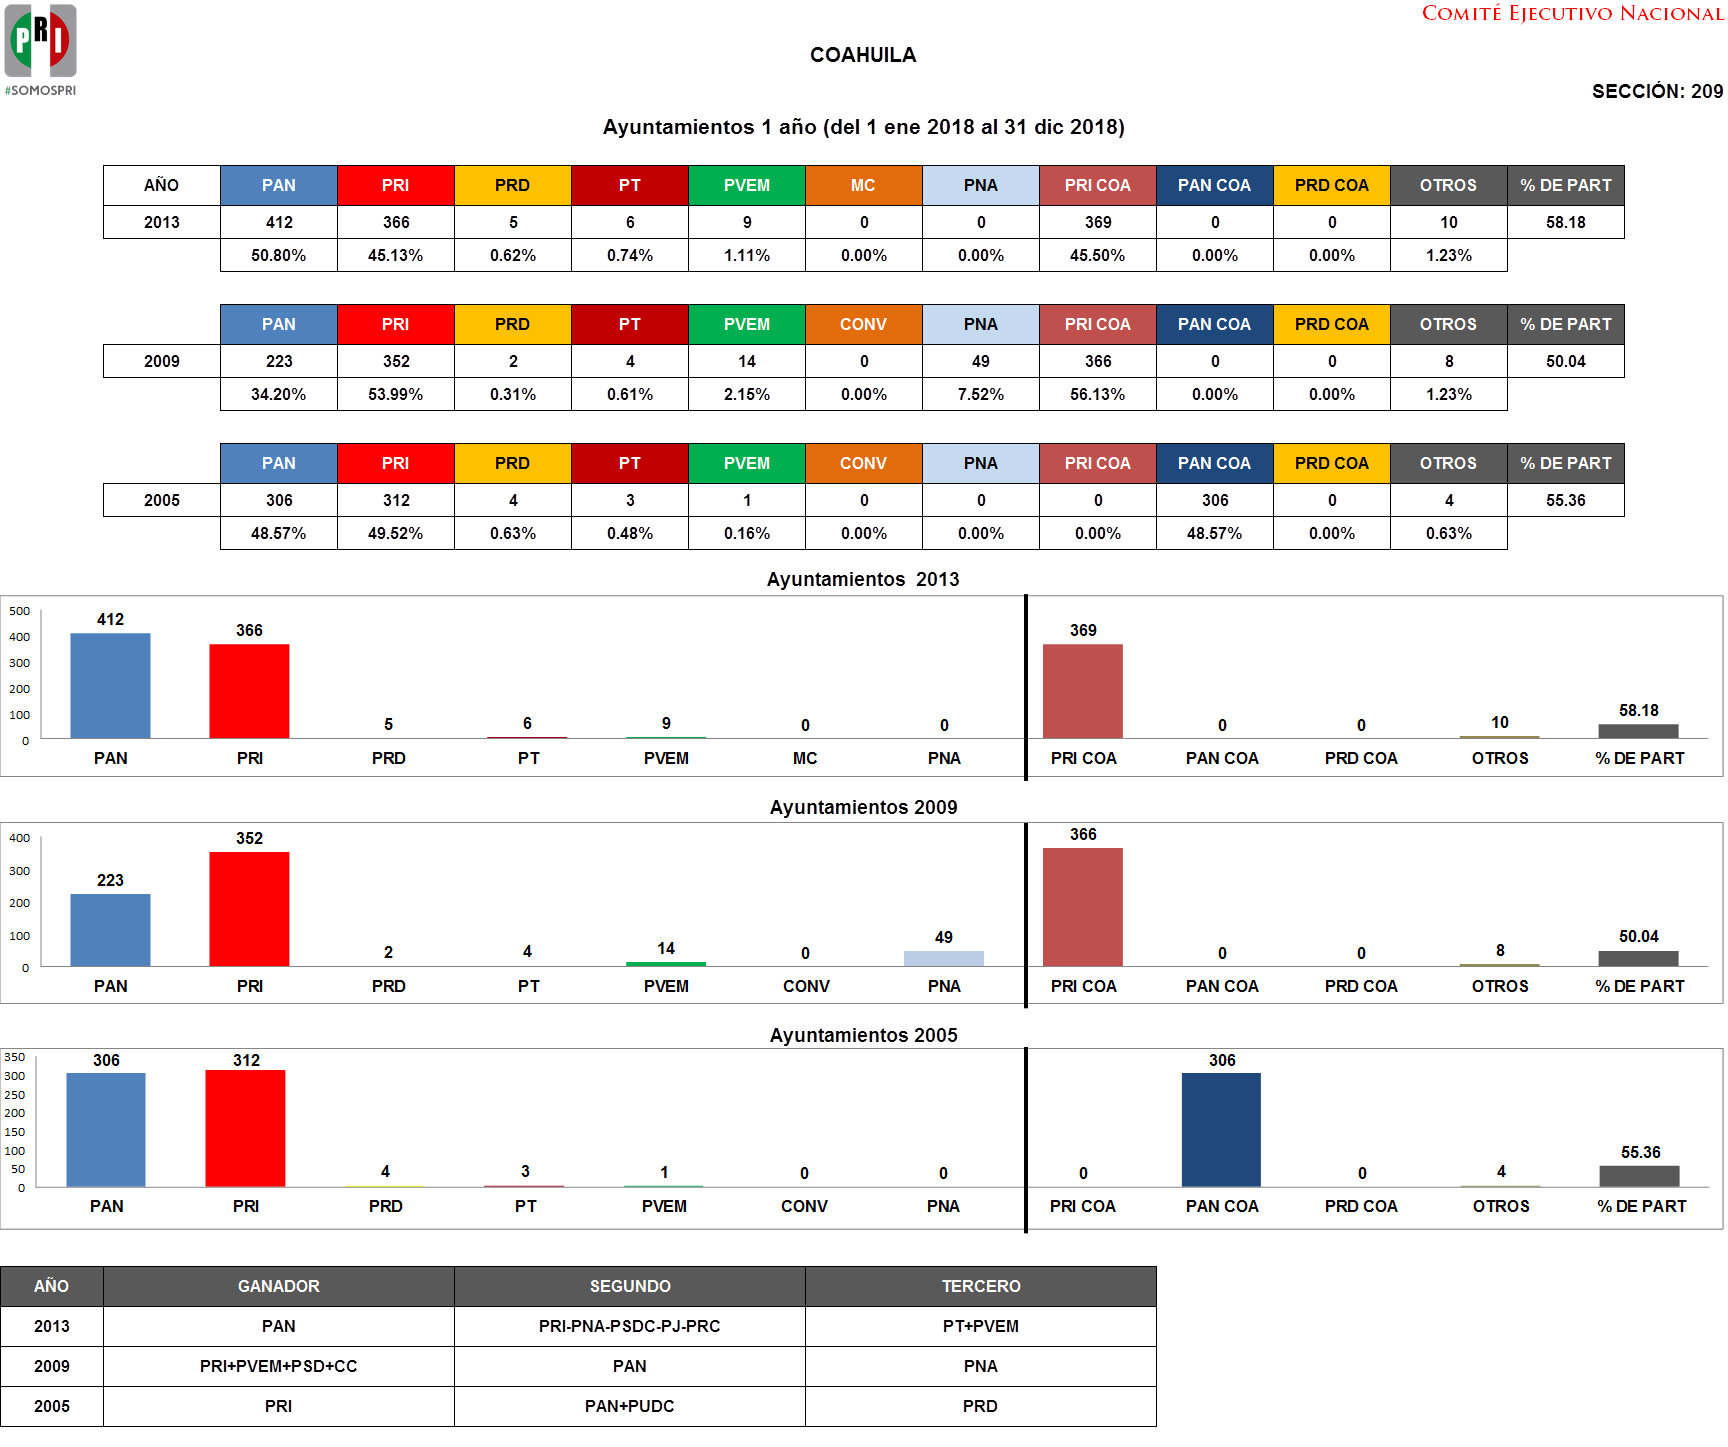 PRI
#SOMOSPRI
COMITÉ EJECUTIVO NACIONAL
COAHUILA
SECCIÓN: 209
Ayuntamientos 1 año (del 1 ene 2018 al 31 dic 2018)
AÑO PAN PRI PRD PT PVEM MC PNA PRI COA PAN COA PRD COA OTROS % DE PART
2013 412 366 5 6 9 0 0 369 0 0 10 58.18
50.80% 45.13% 0.62% 0.74% 1.11% 0.00% 0.00% 45.50% 0.00% 0.00% 1.23%
PAN PRI PRD PT PVEM CONV PNA PRI COA PAN COA PRD COA OTROS % DE PART
2009 223 352 2 4 14 0 49 366 0 0 8 50.04
34.20% 53.99% 0.31% 0.61% 2.15% 0.00% 7.52% 56.13% 0.00% 0.00% 1.23%
PAN PRI PRD PT PVEM CONV PNA PRI COA PAN COA PRD COA OTROS % DE PART
2005 306 312 4 3 1 0 0 0 306 0 4 55.36
48.57% 49.52% 0.63% 0.48% 0.16% 0.00% 0.00% 0.00% 48.57% 0.00% 0.63%
Ayuntamientos 2013
500
400
300
200
100
0
412 366 5 6 9 0 0 369 0 0 10 58.18
PAN PRI PRD PT PVEM MC PNA PRI COA PAN COA PRD COA OTROS % DE PART
Ayuntamientos 2009
400
300
200
100
0
223 352 2 4 14 0 49 366 0 0 8 50.04
PAN PRI PRD PT PVEM CONV PNA PRI COA PAN COA PRD COA OTROS % DE PART
Ayuntamientos 2005
350
300
250
200
150
100
50
0
306 312 4 3 1 0 0 0 306 0 4 55.36
PAN PRI PRD PT PVEM CONV PNA PRI COA PAN COA PRD COA OTROS % DE PART
AÑO GANADOR SEGUNDO TERCERO
2013 PAN PRI-PNA-PSDC-PJ-PRC PT+PVEM
2009 PRI+PVEM+PSD+CC PAN PNA
2005 PRI PAN+PUDC PRD